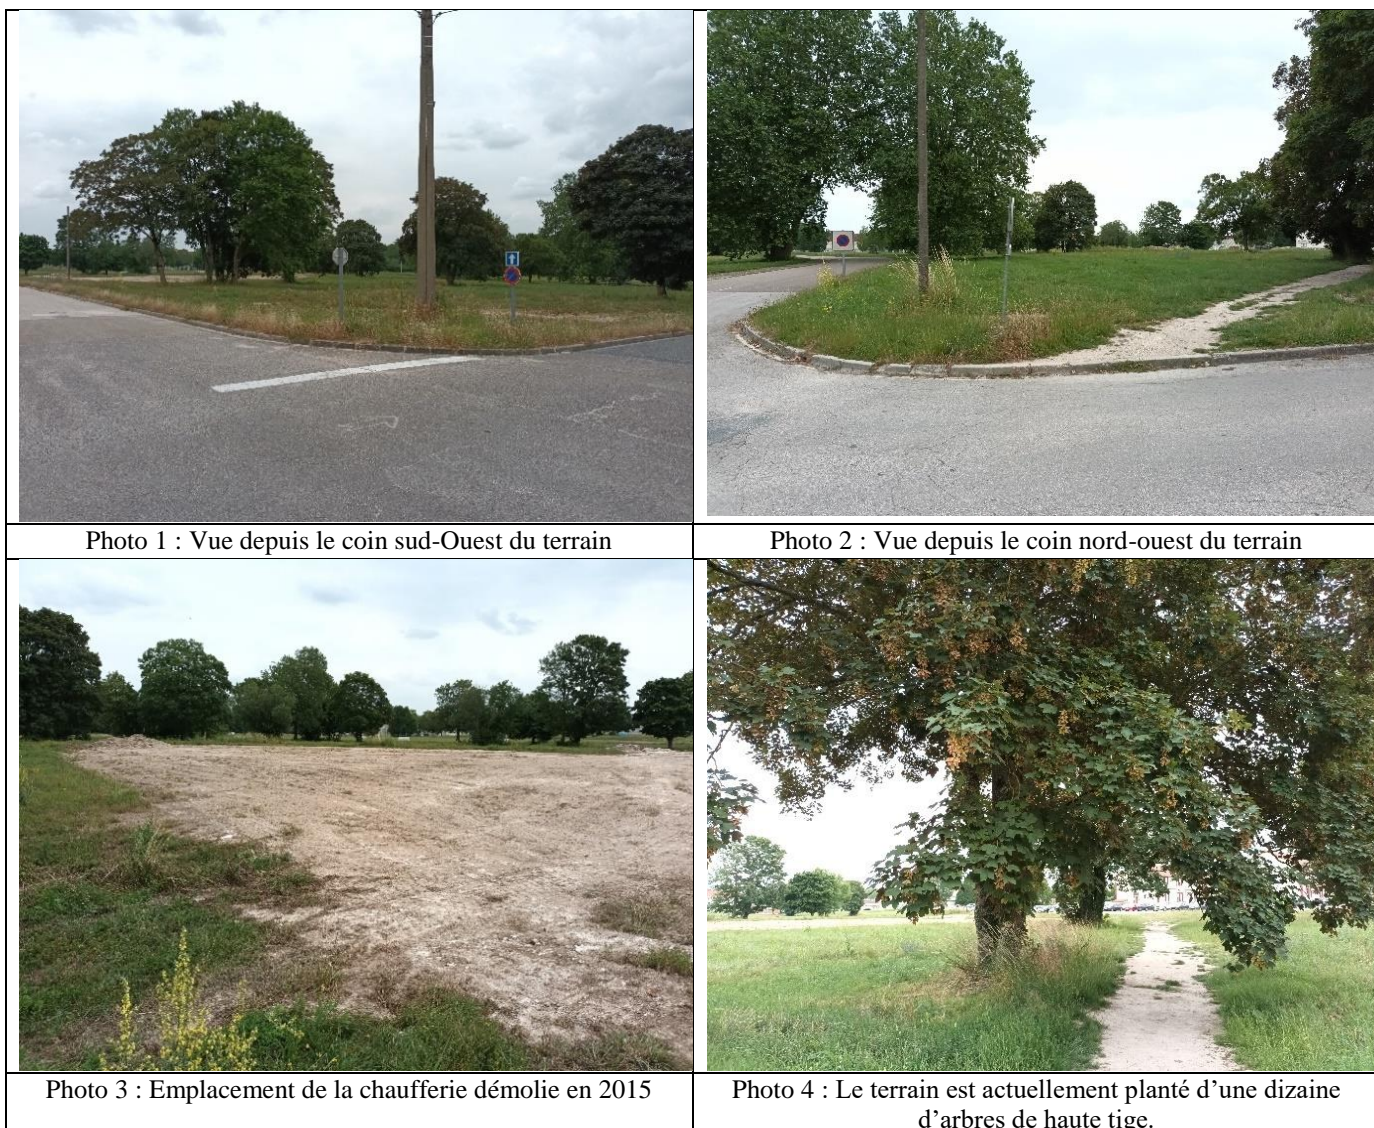 Photo 1 : Vue depuis le coin sud-Ouest du terrain
Photo 2 : Vue depuis le coin nord-ouest du terrain
Photo 3 : Emplacement de la chaufferie démolie en 2015
Photo 4 : Le terrain est actuellement planté d’une dizaine
d’arbres de haute tige.